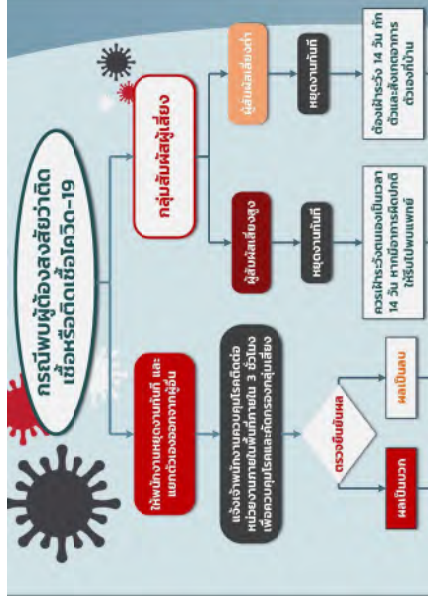 กรณีพบผู้ต้องสงสัยว่าติด
เชื้อหรือติดเชื้อโควิด-19
ให้พนักงานหยุดงานทันที และ
แยกตัวเองออกจากผู้อื่น
แจ้งเจ้าพนักงานควบคุมโรคติดต่อ
หน่วยงานภายในพื้นที่ภายใน 3 ชั่วโมง
เพื่อควบคุมโรคและคัดกรองกลุ่มเสี่ยง
ตรวจยืนยันผล
ผลเป็นบวก
ผลเป็นลบ
กลุ่มสัมผัสผู้เสี่ยง
ผู้สัมผัสเสี่ยงสูง
หยุดงานทันที
ควรเฝ้าระวังตนเองเป็นเวลา
14 วัน หากมีอาการผิดปกติ
ให้รีบไปพบแพทย์
ผู้สัมผัสเสี่ยงต่ำ
หยุดงานทันที
ต้องเฝ้าระวัง 14 วัน กัก
ตัวและสังเกตอาการ
ตัวเองที่บ้าน